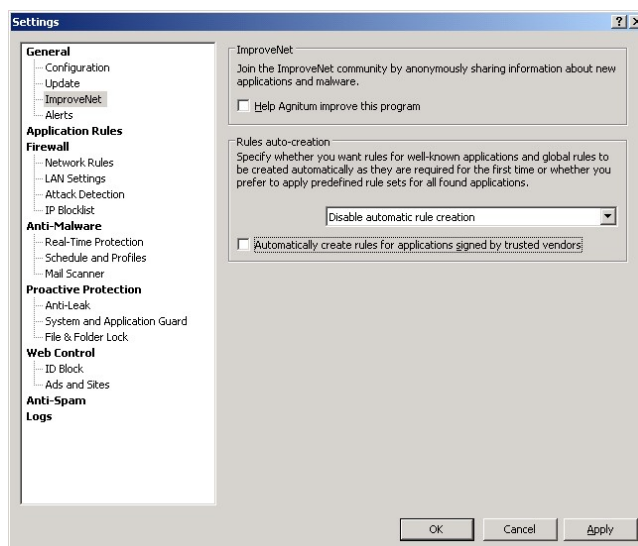 Settings
General
Configuration
Update
ImproveNet
Alerts
Application Rules
Firewall
Network Rules
LAN Settings
Attack Detection
IP Blocklist
Anti-Malware
Real-Time Protection
Schedule and Profiles
Mail Scanner
Proactive Protection
Anti-Leak
System and Application Guard
File & Folder Lock
Web Control
ID Block
Ads and Sites
Anti-Spam
Logs
ImproveNet
Join the ImproveNet community by anonymously sharing information about new
applications and malware.
Help Agnitum improve this program
Rules auto-creation
Specify whether you want rules for well-known applications and global rules to
be created automatically as they are required for the first time or whether you
prefer to apply predefined rule sets for all found applications.
Disable automatic rule creation
Automatically create rules for applications signed by trusted vendors
OK
Cancel
Apply